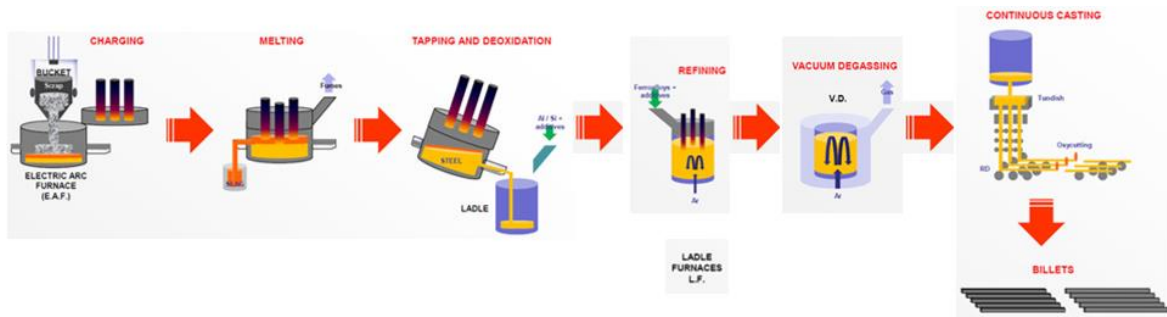 CHARGING
BUCKET
Scrap
ELECTRIC ARC
FURNACE
(E.A.F.)
MELTING
Fumes
SLAG
TAPPING AND DEOXIDATION
STEEL
Al / Si +
additives
LADLE
REFINING
Ferroalloys +
additives
Ar
LADLE
FURNACES
L.F.
VACUUM DEGASSING
V.D.
Gas
Ar
CONTINUOUS CASTING
Tundish
Oxycutting
RD
BILLETS